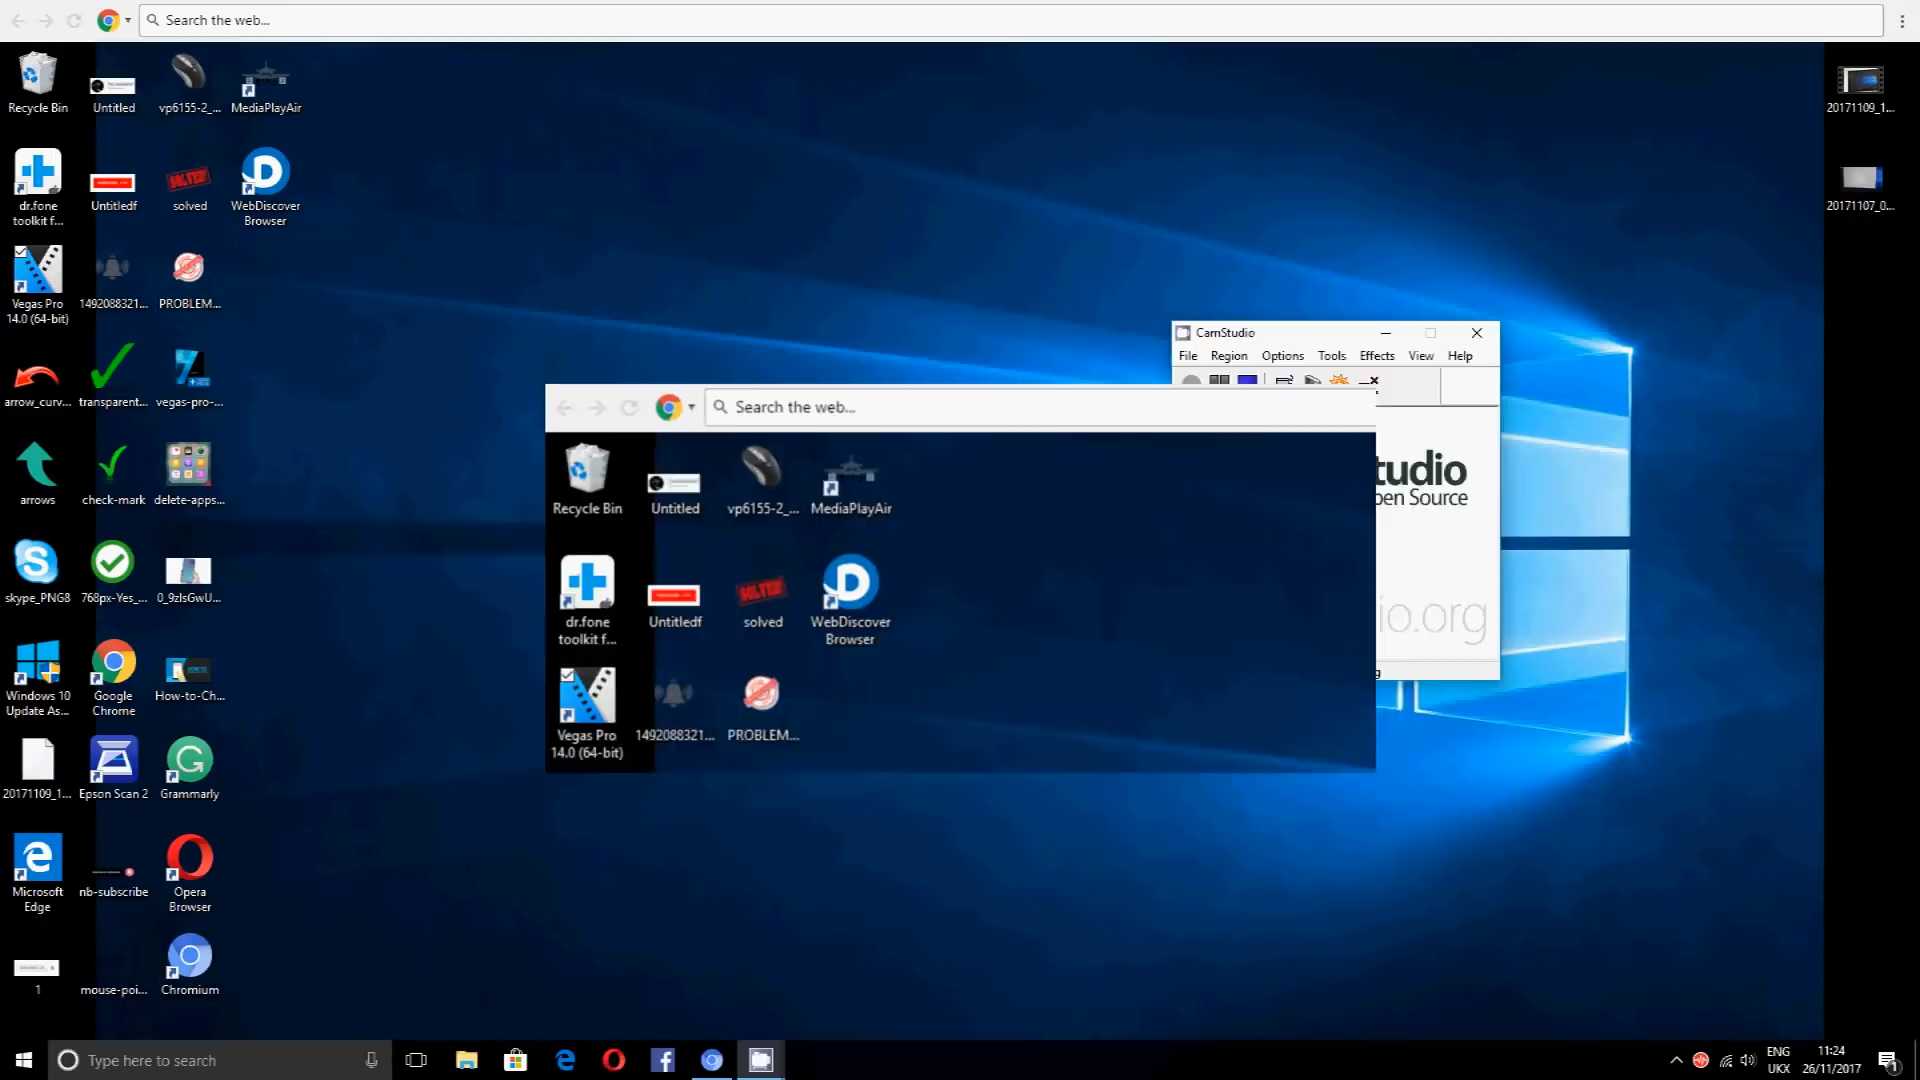 Search the web...
Recycle Bin
Untitled
vp6155-2_...
MediaPlayAir
20171109_1...
dr.fone
toolkit f...
Untitledf
SOLVED!
solved
WebDiscover
Browser
20171107_0...
Vegas Pro
14.0 (64-bit)
1492088321...
PROBLEM...
CamStudio
File Region Options Tools Effects View Help
arrow_curv...
transparent...
vegas-pro-...
Search the web...
tudio
pen Source
Recycle Bin
Untitled
vp6155-2_...
MediaPlayAir
arrows
check-mark
delete-apps...
dr.fone
toolkit f...
Untitledf
SOLVED!
solved
WebDiscover
Browser
io.org
skype_PNG8
768px-Yes_...
0_9zIsGwU...
Vegas Pro
14.0 (64-bit)
1492088321...
PROBLEM...
g
Windows 10
Update As...
Google
Chrome
How-to-Ch...
20171109_1...
Epson Scan 2
Grammarly
Microsoft
Edge
nb-subscribe
Opera
Browser
1
mouse-poi...
Chromium
Type here to search
ENG
UKX
11:24
26/11/2017
1